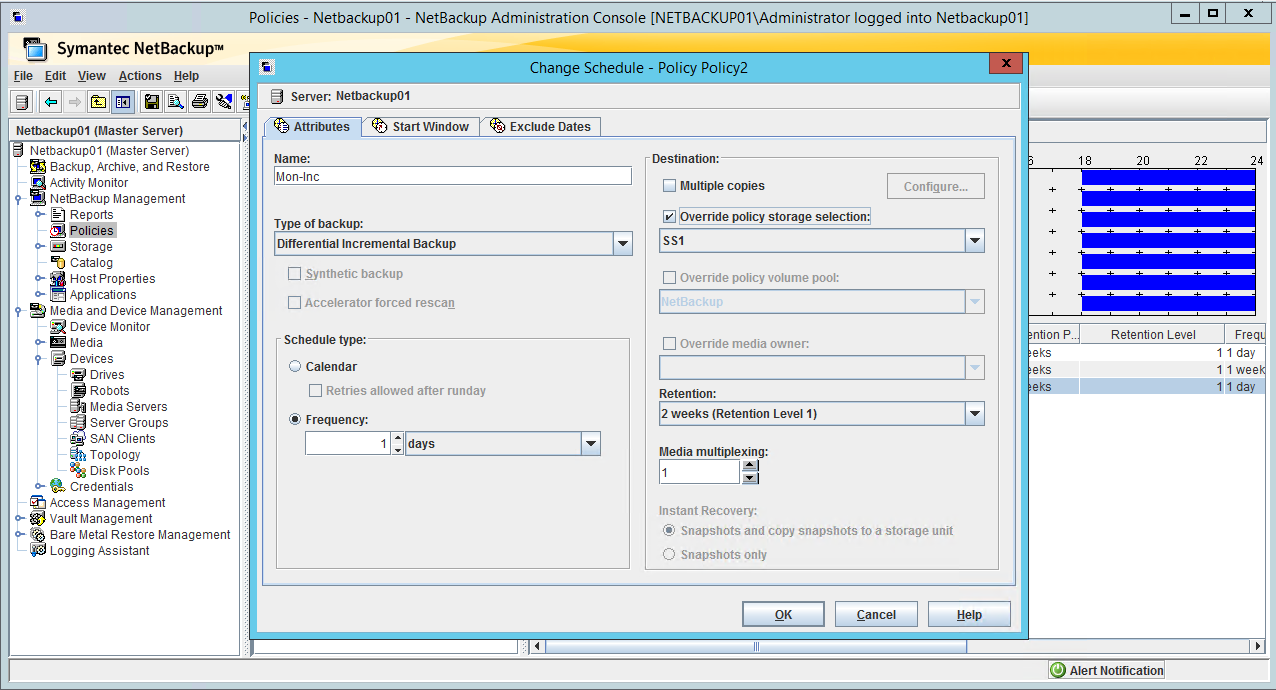 Policies - Netbackup01 - NetBackup Administration Console [NETBACKUP01\Administrator logged into Netbackup01]
Symantec NetBackup™
File Edit View Actions Help
Netbackup01 (Master Server)
Netbackup01 (Master Server)
Backup, Archive, and Restore
Activity Monitor
NetBackup Management
Reports
Policies
Storage
Catalog
Host Properties
Applications
Media and Device Management
Device Monitor
Media
Devices
Drives
Robots
Media Servers
Server Groups
SAN Clients
Topology
Disk Pools
Credentials
Access Management
Vault Management
Bare Metal Restore Management
Logging Assistant
Change Schedule - Policy Policy2
Server: Netbackup01
Attributes Start Window Exclude Dates
Name:
Mon-Inc
Type of backup:
Differential Incremental Backup
Synthetic backup
Accelerator forced rescan
Schedule type:
Calendar
Retries allowed after runday
Frequency:
1 days
Destination:
Multiple copies Configure...
Override policy storage selection:
SS1
Override policy volume pool:
NetBackup
Override media owner:
Retention:
2 weeks (Retention Level 1)
Media multiplexing:
1
Instant Recovery:
Snapshots and copy snapshots to a storage unit
Snapshots only
OK Cancel Help
18 20 22 24
ention P... Retention Level Frequ
eeks 1 1 day
eeks 1 1 week
eeks 1 1 day
Alert Notification